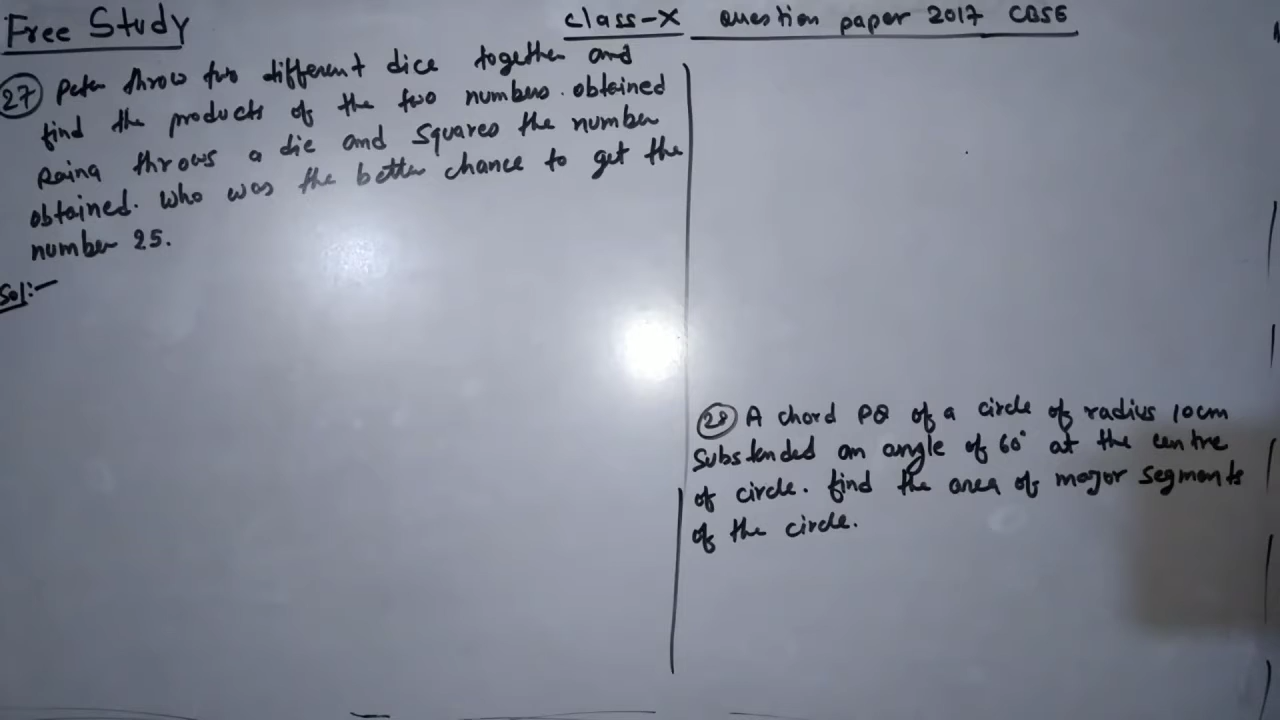 Free Study
Class-X question paper 2017 CBSE
27 Peter throw two different dice together and
find the products of the two numbers. obtained
Raina throws a die and squares the number
obtained. Who was the better chance to get the
number 25.
Sol:-
28 A chord PQ of a circle of radius 10cm
Substended an angle of 60° at the centre
of circle. find the area of major segments
of the circle.